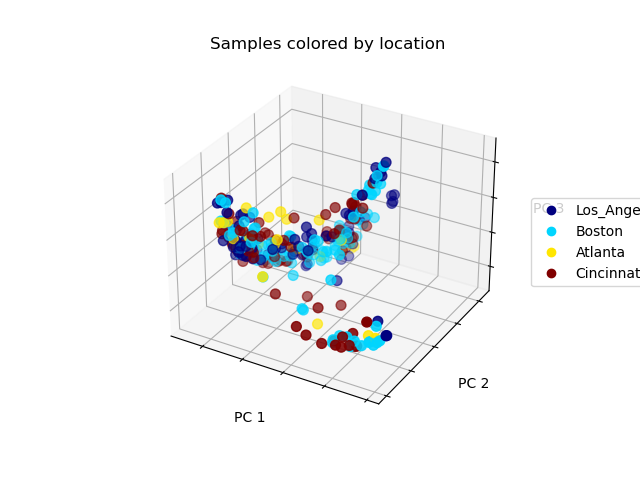 Samples colored by location
PC 3
Los_Ange
Boston
Atlanta
Cincinnat
PC 2
PC 1